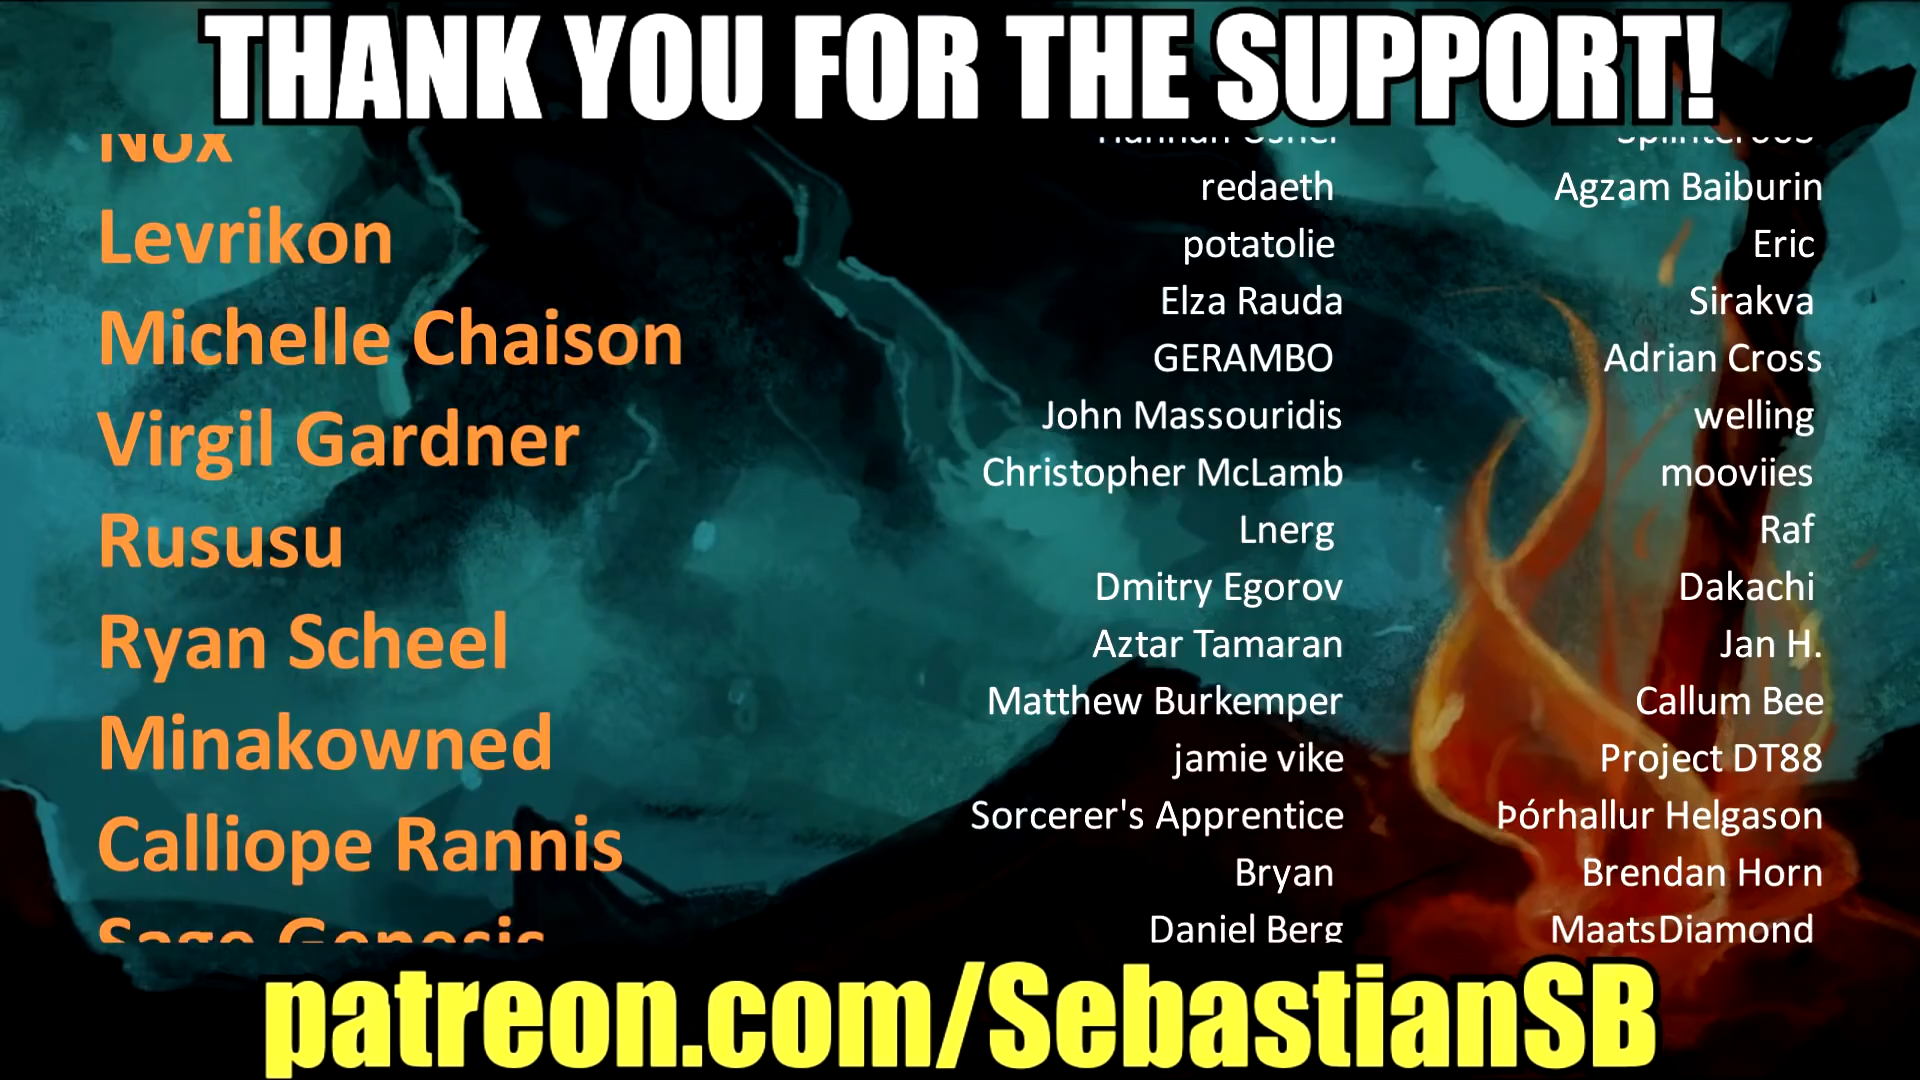 THANK YOU FOR THE SUPPORT!
Nox
Levrikon
Michelle Chaison
Virgil Gardner
Rususu
Ryan Scheel
Minakowned
Calliope Rannis
Sage Genesis
redaeth
potatolie
Elza Rauda
GERAMBO
John Massouridis
Christopher McLamb
Lnerg
Dmitry Egorov
Aztar Tamaran
Matthew Burkemper
jamie vike
Sorcerer's Apprentice
Bryan
Daniel Berg
Agzam Baiburin
Eric
Sirakva
Adrian Cross
welling
mooviies
Raf
Dakachi
Jan H.
Callum Bee
Project DT88
Þórhallur Helgason
Brendan Horn
MaatsDiamond
patreon.com/SebastianSB